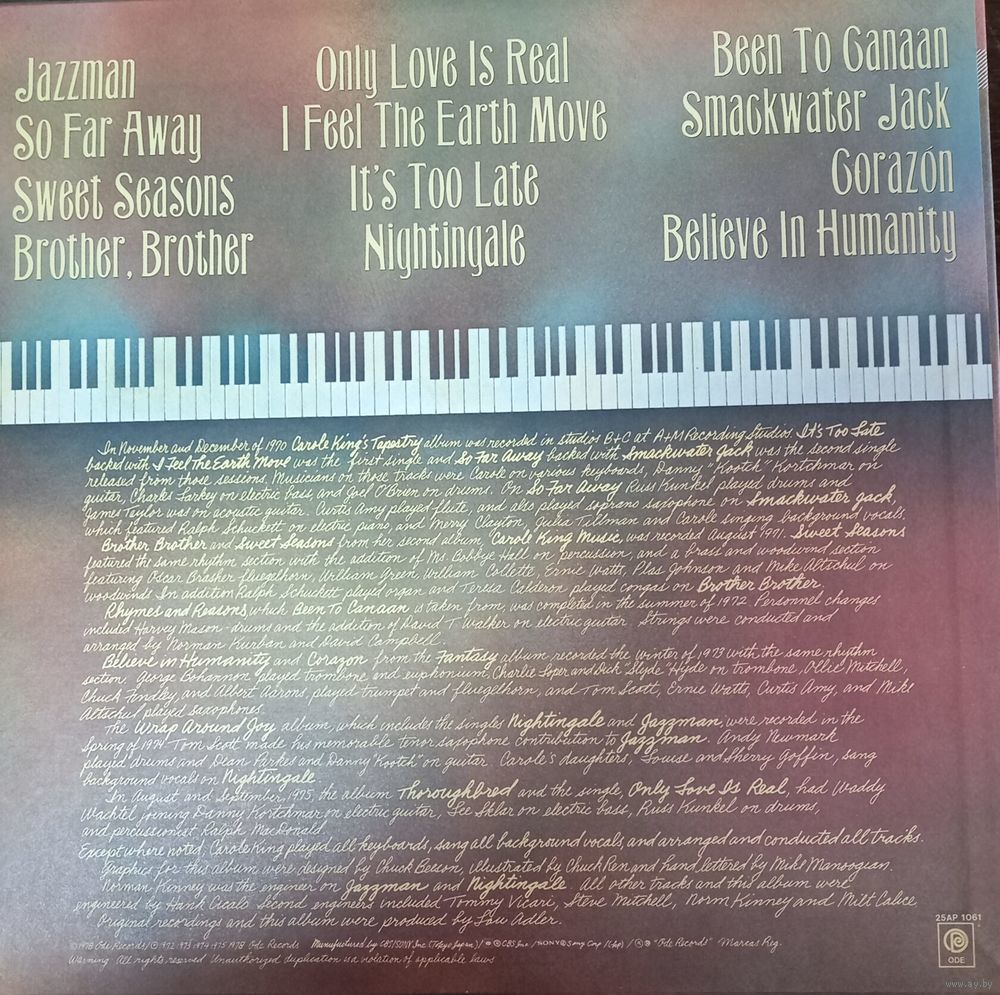 Jazzman
So Far Away
Sweet Seasons
Brother, Brother
Only Love Is Real
I Feel The Earth Move
It's Too Late
Nightingale
Been To Canaan
Smackwater Jack
Corazón
Believe In Humanity
In November and December of 1970 Carole King's Tapestry album was recorded in studios B+C at A+M Recording Studios. It's Too Late
backed with I Feel The Earth Move was the first single and So Far Away backed with Smackwater Jack was the second single
released from those sessions. Musicians on those tracks were Carole on various keyboards, Danny "Kootch" Kortchmar on
guitar, Charles Larkey on electric bass and Joel O'Brien on drums. On So Far Away Russ Kunkel played drums and
James Taylor was on acoustic guitar. Curtis Amy played flute, and also played soprano saxophone on Smackwater Jack,
which featured Ralph Schuckett on electric piano, and Merry Clayton, Julia Tillman and Carole singing background vocals.
Brother Brother and Sweet Seasons from her second album "Carole King Music, was recorded August 1971. Sweet Seasons
featured the same rhythm section with the addition of Ms Bobbye Hall on percussion, and a brass and woodwind section
featuring Oscar Brasher fluegelhorn, William Green, William Collette, Ernie Watts, Plas Johnson and Mike Altschul on
woodwinds. In addition Ralph Schuckett played organ and Teresa Calderon played congas on Brother Brother.
Rhymes and Reasons, which Been To Canaan is taken from, was completed in the summer of 1972. Personnel changes
included Harvey Mason-drums and the addition of David T. Walker on electric guitar. Strings were conducted and
arranged by Norman Kurban and David Campbell.
Believe in Humanity and Corazon from the Fantasy album, recorded the winter of 1973 with the same rhythm
section. George Bohannon played trombone and euphonium, Charlie Loper and Dick "Slyde" Hyde on trombone, Ollie Mitchell,
Chuck Findley, and Albert Aarons, played trumpet and fluegelhorn, and Tom Scott, Ernie Watts, Curtis Amy, and Mike
Altschul played saxophones.
The Wrap Around Joy album, which includes the singles Nightingale and Jazzman, were recorded in the
Spring of 1974. Tom Scott made his memorable tenor saxophone contribution to Jazzman. Andy Newmark
played drums and Dean Parkes and Danny "Kootch" on guitar. Carole's daughters, Louise and Sherry Goffin, sang
background vocals on Nightingale.
In August and September, 1975, the album Thoroughbred and the single, Only Love Is Real, had Waddy
Wachtel joining Danny Kortchmar on electric guitar, Lee Sklar on electric bass, Russ Kunkel on drums,
and percussionist Ralph MacDonald.
Except where noted, Carole King played all keyboards, sang all background vocals, and arranged and conducted all tracks.
Graphics for this album were designed by Chuck Beeson, illustrated by Chuck Ren and hand lettered by Mike Manoogian.
Norman Kinney was the engineer on Jazzman and Nightingale. All other tracks and this album were
engineered by Hank Cicalo. Second engineers included Tommy Vicari, Steve Mitchell, Norm Kinney and Milt Calice.
Original recordings and this album were produced by Lou Adler.
25AP 1061
ODE
©1978 Ode Records/℗ 1972 1973 1974 1975 1978 Ode Records Manufactured by CBS/SONY Inc. (Tokyo Japan) / CBS Inc. / SONY Sony Corp / "Ode Records" Marcas Reg.
Warning All rights reserved Unauthorized duplication is a violation of applicable laws
www.ay.by